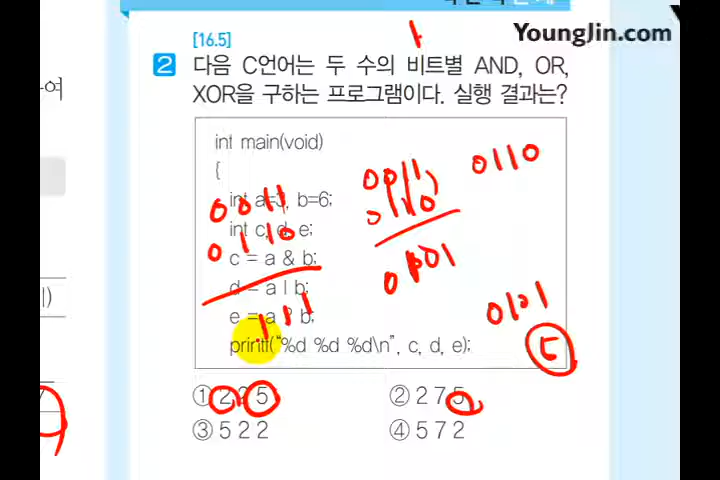 YoungJin.com
[16.5]
2 다음 C언어는 두 수의 비트별 AND, OR,
XOR을 구하는 프로그램이다. 실행 결과는?
int main(void)
{
int a=3, b=6;
int c, d, e;
c = a & b;
d = a | b;
e = a ^ b;
printf("%d %d %d\n", c, d, e);
① 2 2 5
② 2 7 5
③ 5 2 2
④ 5 7 2
0011
0110
111
0011
0110
0101
0110
0101
5